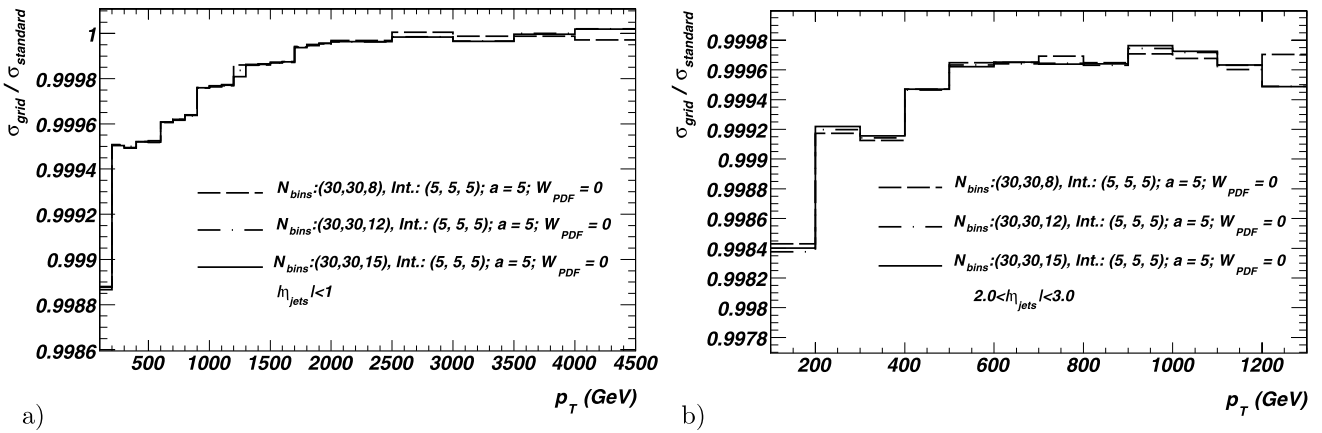 σgrid / σstandard
1
0.9998
0.9996
0.9994
0.9992
0.999
0.9988
0.9986
Nbins:(30,30,8), Int.: (5, 5, 5); a = 5; WPDF = 0
Nbins:(30,30,12), Int.: (5, 5, 5); a = 5; WPDF = 0
Nbins:(30,30,15), Int.: (5, 5, 5); a = 5; WPDF = 0
|ηjets|<1
500 1000 1500 2000 2500 3000 3500 4000 4500
pT (GeV)
a)
σgrid / σstandard
0.9998
0.9996
0.9994
0.9992
0.999
0.9988
0.9986
0.9984
0.9982
0.998
0.9978
Nbins:(30,30,8), Int.: (5, 5, 5); a = 5; WPDF = 0
Nbins:(30,30,12), Int.: (5, 5, 5); a = 5; WPDF = 0
Nbins:(30,30,15), Int.: (5, 5, 5); a = 5; WPDF = 0
2.0<|ηjets|<3.0
200 400 600 800 1000 1200
pT (GeV)
b)